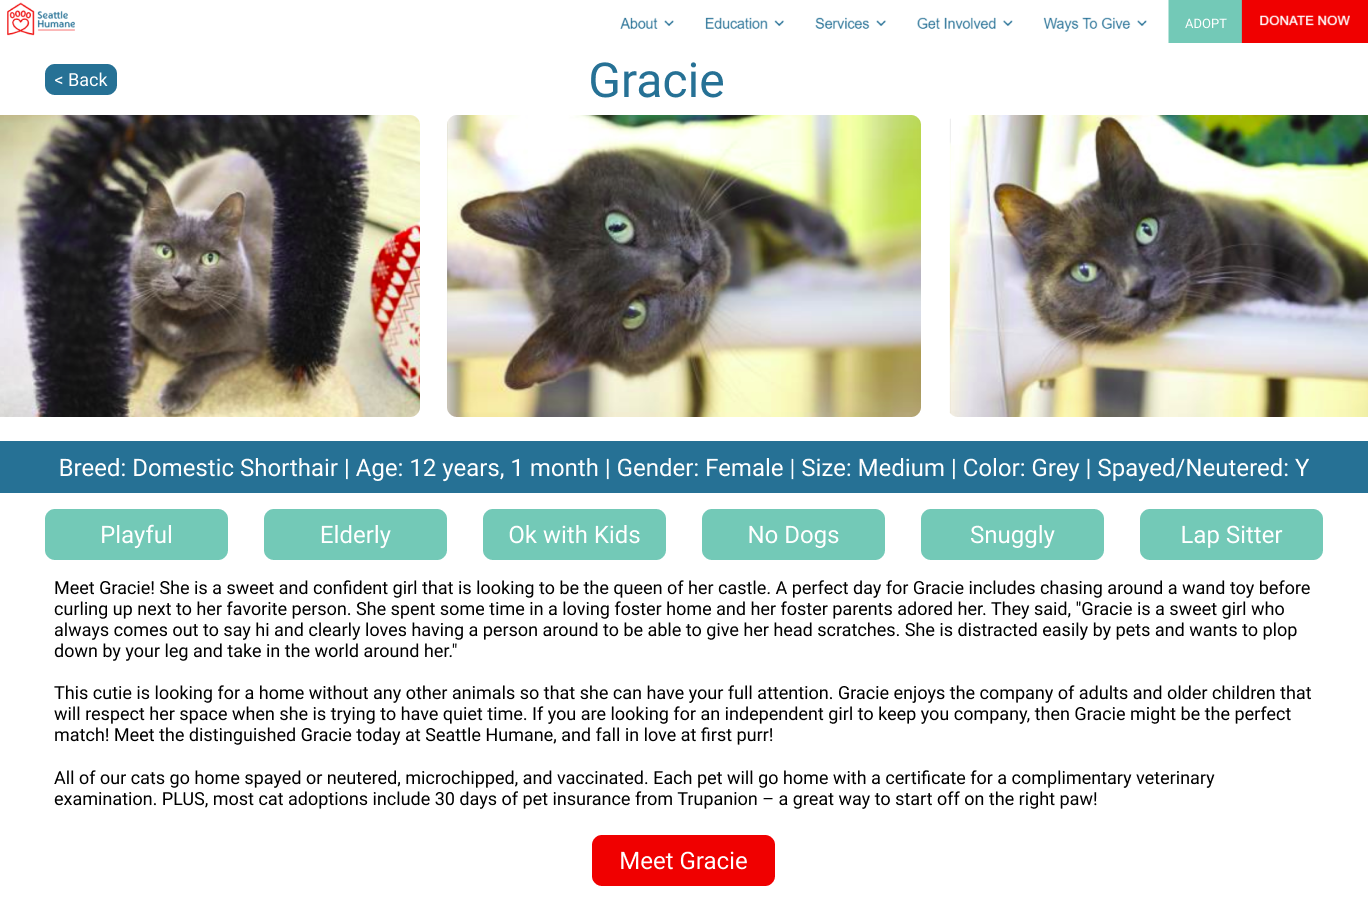 Seattle
Humane
About
Education
Services
Get Involved
Ways To Give
ADOPT
DONATE NOW
< Back
Gracie
Breed: Domestic Shorthair | Age: 12 years, 1 month | Gender: Female | Size: Medium | Color: Grey | Spayed/Neutered: Y
Playful
Elderly
Ok with Kids
No Dogs
Snuggly
Lap Sitter
Meet Gracie! She is a sweet and confident girl that is looking to be the queen of her castle. A perfect day for Gracie includes chasing around a wand toy before
curling up next to her favorite person. She spent some time in a loving foster home and her foster parents adored her. They said, "Gracie is a sweet girl who
always comes out to say hi and clearly loves having a person around to be able to give her head scratches. She is distracted easily by pets and wants to plop
down by your leg and take in the world around her."
This cutie is looking for a home without any other animals so that she can have your full attention. Gracie enjoys the company of adults and older children that
will respect her space when she is trying to have quiet time. If you are looking for an independent girl to keep you company, then Gracie might be the perfect
match! Meet the distinguished Gracie today at Seattle Humane, and fall in love at first purr!
All of our cats go home spayed or neutered, microchipped, and vaccinated. Each pet will go home with a certificate for a complimentary veterinary
examination. PLUS, most cat adoptions include 30 days of pet insurance from Trupanion – a great way to start off on the right paw!
Meet Gracie